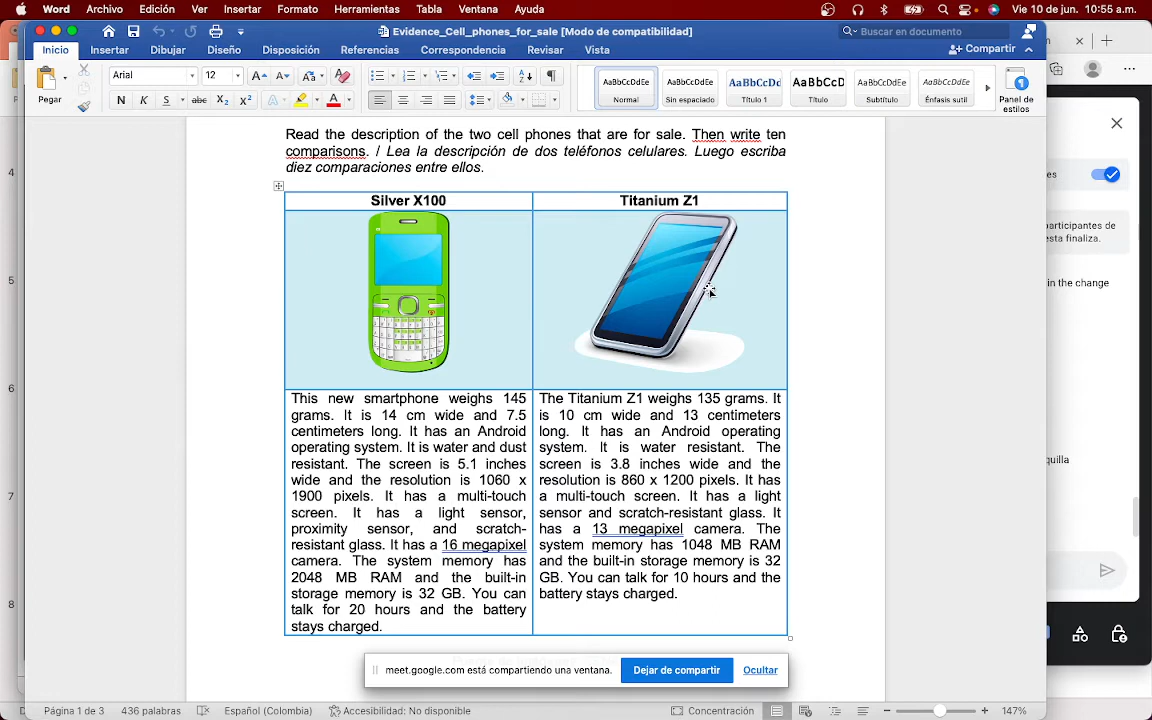 Word Archivo Edición Ver Insertar Formato Herramientas Tabla Ventana Ayuda Vie 10 de jun. 10:55 a.m.
Evidence_Cell_phones_for_sale [Modo de compatibilidad]
Buscar en documento
Inicio Insertar Dibujar Diseño Disposición Referencias Correspondencia Revisar Vista
Compartir
Pegar
Arial 12
N K S abc X₂ X²
AaBbCcDdEe AaBbCcDdEe AaBbCcDd AaBbCcD AaBbCcDdEe AaBbCcDdEe
Normal Sin espaciado Título 1 Título Subtítulo Énfasis sutil
Panel de
estilos
Read the description of the two cell phones that are for sale. Then write ten
comparisons. / Lea la descripción de dos teléfonos celulares. Luego escriba
diez comparaciones entre ellos.
Silver X100
This new smartphone weighs 145
grams. It is 14 cm wide and 7.5
centimeters long. It has an Android
operating system. It is water and dust
resistant. The screen is 5.1 inches
wide and the resolution is 1060 x
1900 pixels. It has a multi-touch
screen. It has a light sensor,
proximity sensor, and scratch-
resistant glass. It has a 16 megapixel
camera. The system memory has
2048 MB RAM and the built-in
storage memory is 32 GB. You can
talk for 20 hours and the battery
stays charged.
Titanium Z1
The Titanium Z1 weighs 135 grams. It
is 10 cm wide and 13 centimeters
long. It has an Android operating
system. It is water resistant. The
screen is 3.8 inches wide and the
resolution is 860 x 1200 pixels. It has
a multi-touch screen. It has a light
sensor and scratch-resistant glass. It
has a 13 megapixel camera. The
system memory has 1048 MB RAM
and the built-in storage memory is 32
GB. You can talk for 10 hours and the
battery stays charged.
4
5
6
7
8
es
articipantes de
esta finaliza.
in the change
quilla
meet.google.com está compartiendo una ventana. Dejar de compartir Ocultar
Página 1 de 3 436 palabras Español (Colombia) Accesibilidad: No disponible Concentración 147%